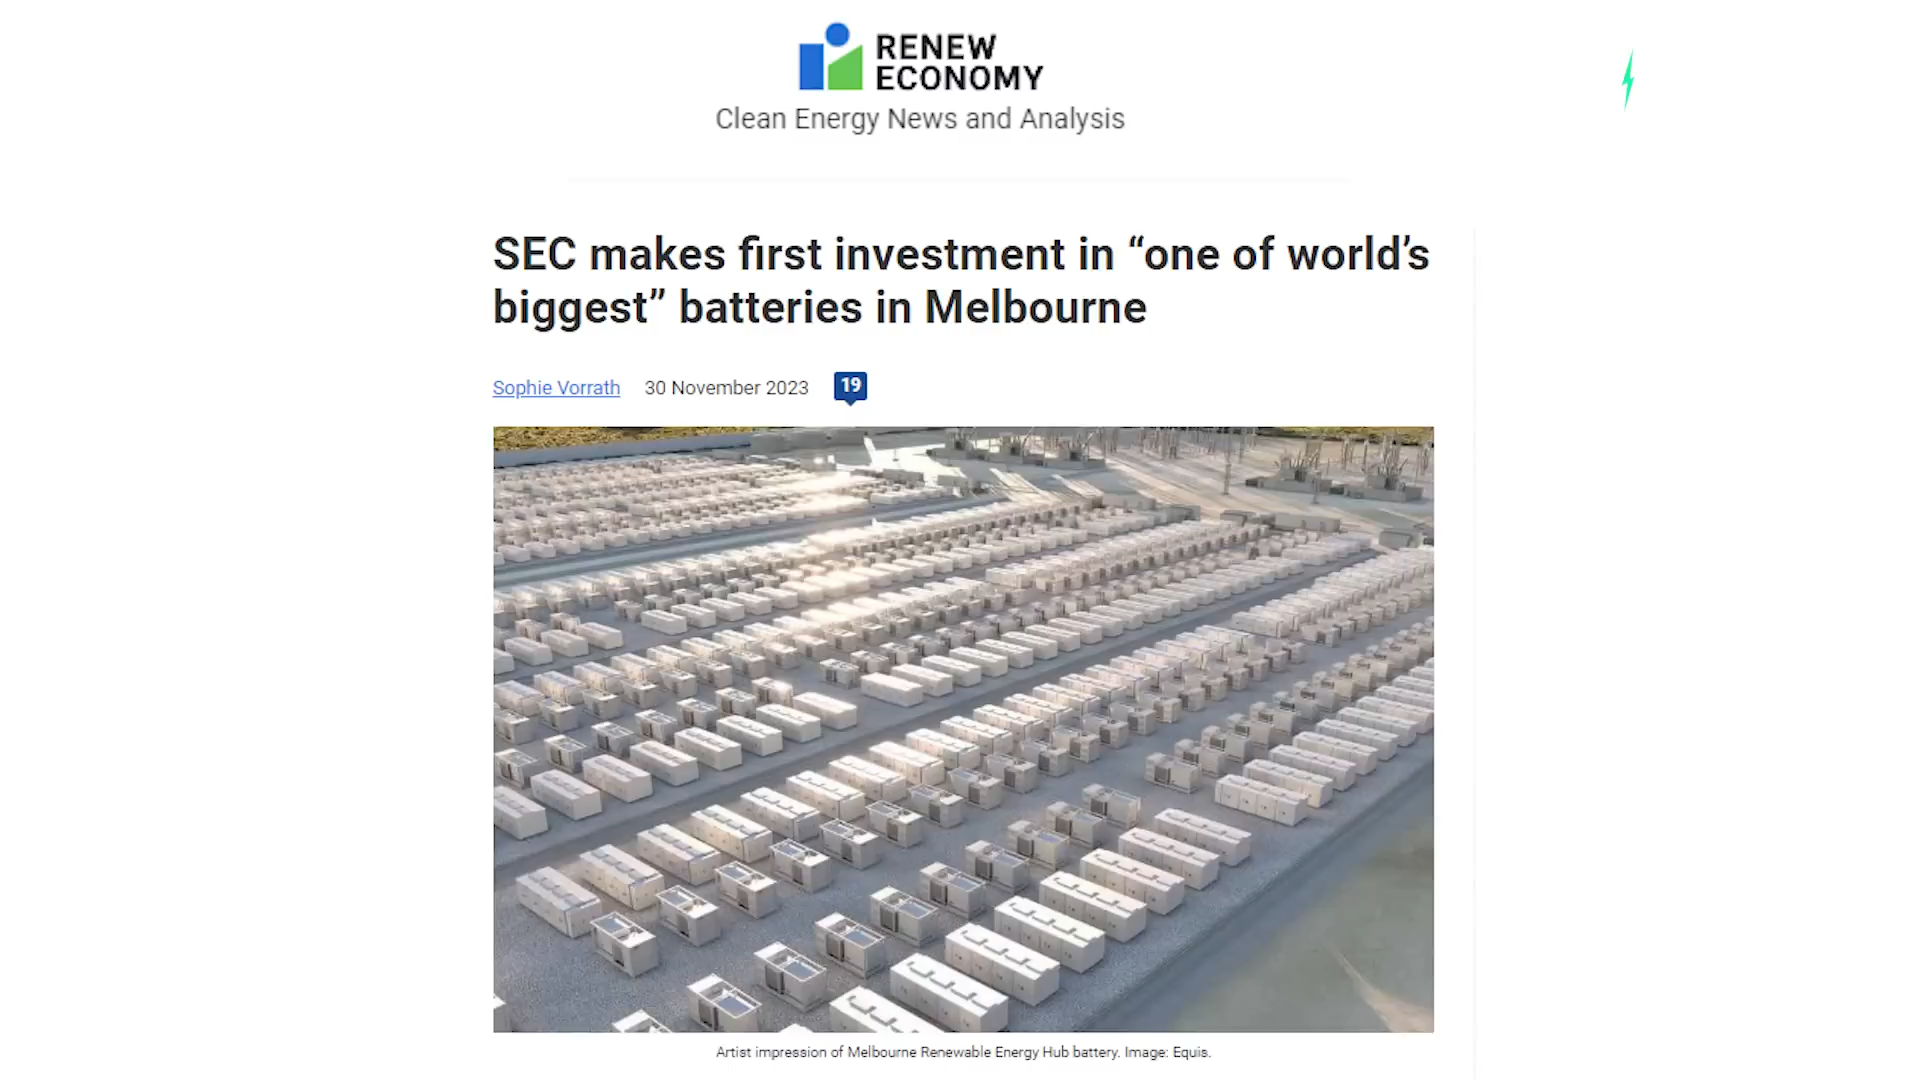 RENEW
ECONOMY
Clean Energy News and Analysis
SEC makes first investment in “one of world’s
biggest” batteries in Melbourne
Sophie Vorrath 30 November 2023 19
Artist impression of Melbourne Renewable Energy Hub battery. Image: Equis.